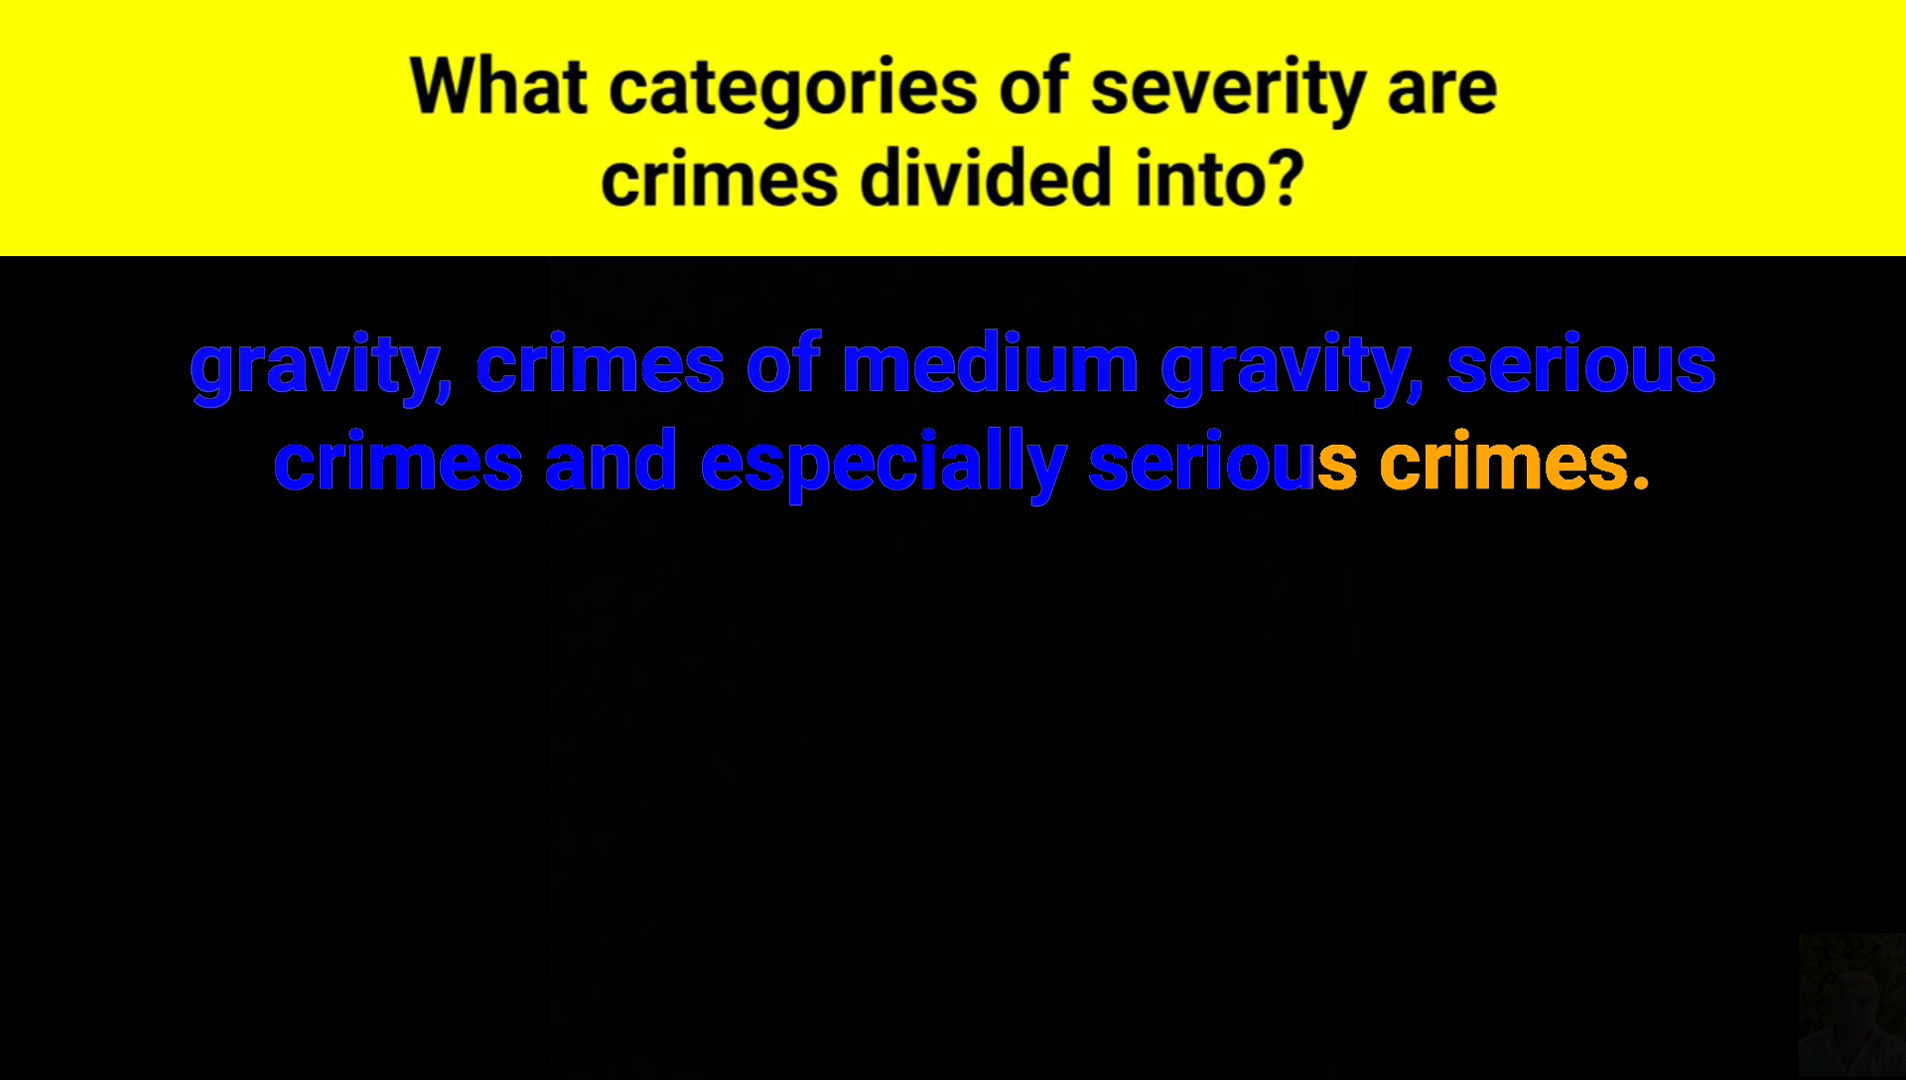 What categories of severity are
crimes divided into?
gravity, crimes of medium gravity, serious
crimes and especially serious crimes.